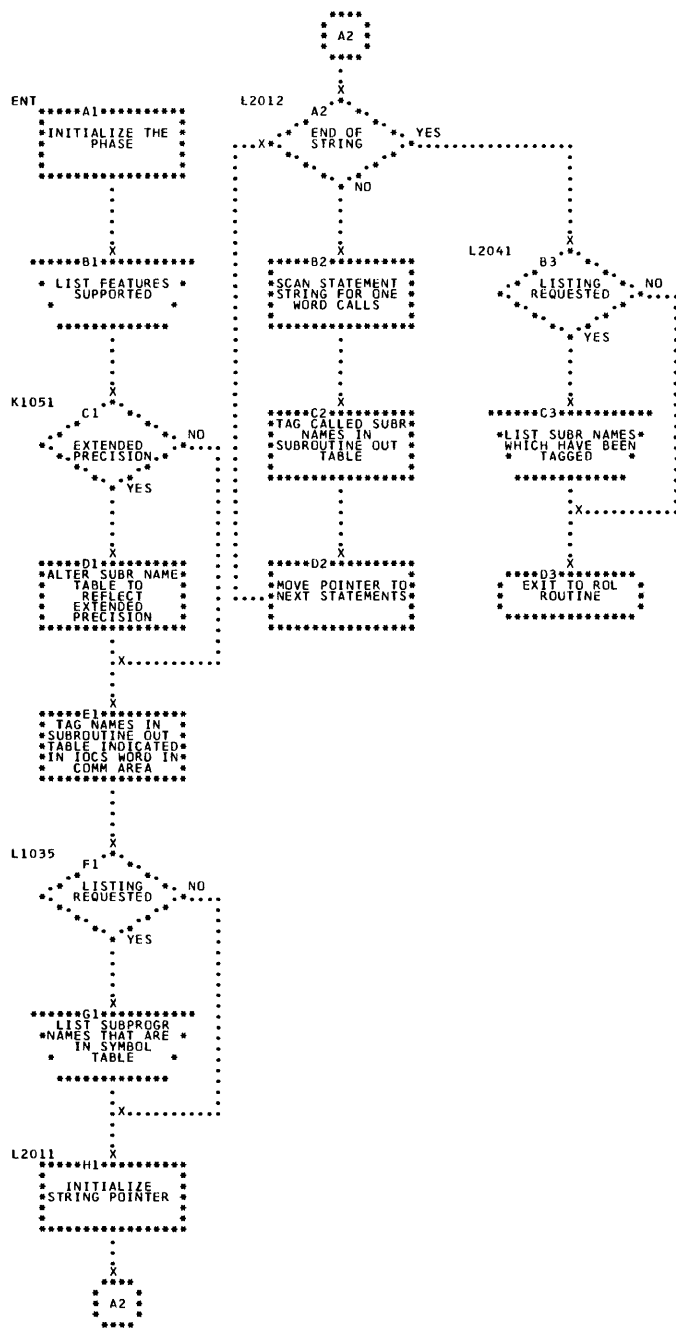 ENT
A1
INITIALIZE THE
PHASE
B1
LIST FEATURES
SUPPORTED
K1051
C1
EXTENDED
PRECISION
NO
YES
D1
ALTER SUBR NAME
TABLE TO
REFLECT
EXTENDED
PRECISION
X
E1
TAG NAMES IN
SUBROUTINE OUT
TABLE INDICATED
IN IOCS WORD IN
COMM AREA
L1035
F1
LISTING
REQUESTED
NO
YES
G1
LIST SUBPROGR
NAMES THAT ARE
IN SYMBOL
TABLE
X
L2011
H1
INITIALIZE
STRING POINTER
A2
A2
L2012
A2
END OF
STRING
YES
NO
B2
SCAN STATEMENT
STRING FOR ONE
WORD CALLS
C2
TAG CALLED SUBR
NAMES IN
SUBROUTINE OUT
TABLE
D2
MOVE POINTER TO
NEXT STATEMENTS
L2041
B3
LISTING
REQUESTED
NO
YES
C3
LIST SUBR NAMES
WHICH HAVE BEEN
TAGGED
X
D3
EXIT TO ROL
ROUTINE